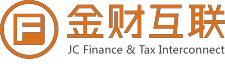 金财互联
JC Finance & Tax Interconnect